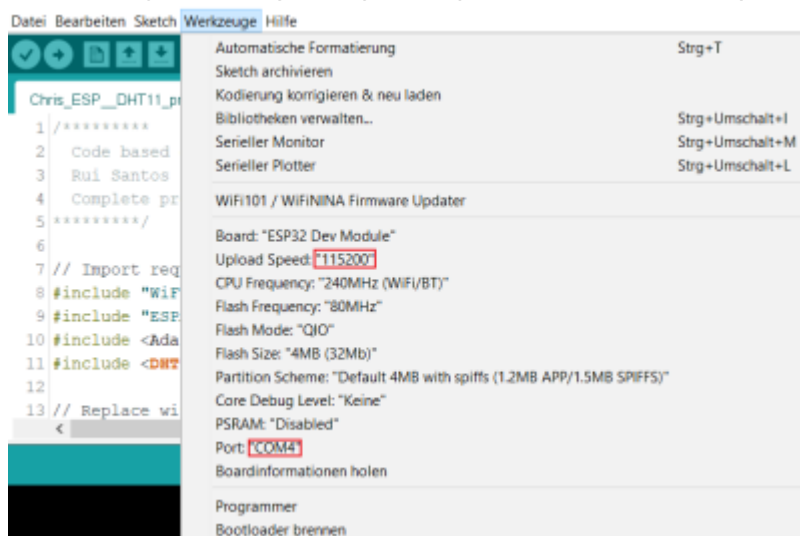 Datei Bearbeiten Sketch Werkzeuge Hilfe
Chris_ESP__DHT11_pr
1 /*********
2 Code based
3 Rui Santos
4 Complete pr
5 *********/
6
7 // Import req
8 #include "WiF
9 #include "ESP
10 #include <Ada
11 #include <DHT
12
13 // Replace wi
Automatische Formatierung Strg+T
Sketch archivieren
Kodierung korrigieren & neu laden
Bibliotheken verwalten... Strg+Umschalt+I
Serieller Monitor Strg+Umschalt+M
Serieller Plotter Strg+Umschalt+L
WiFi101 / WiFiNINA Firmware Updater
Board: "ESP32 Dev Module"
Upload Speed: "115200"
CPU Frequency: "240MHz (WiFi/BT)"
Flash Frequency: "80MHz"
Flash Mode: "QIO"
Flash Size: "4MB (32Mb)"
Partition Scheme: "Default 4MB with spiffs (1.2MB APP/1.5MB SPIFFS)"
Core Debug Level: "Keine"
PSRAM: "Disabled"
Port: "COM4"
Boardinformationen holen
Programmer
Bootloader brennen